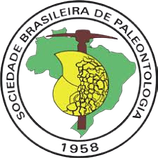 SOCIEDADE BRASILEIRA DE PALEONTOLOGIA
1958